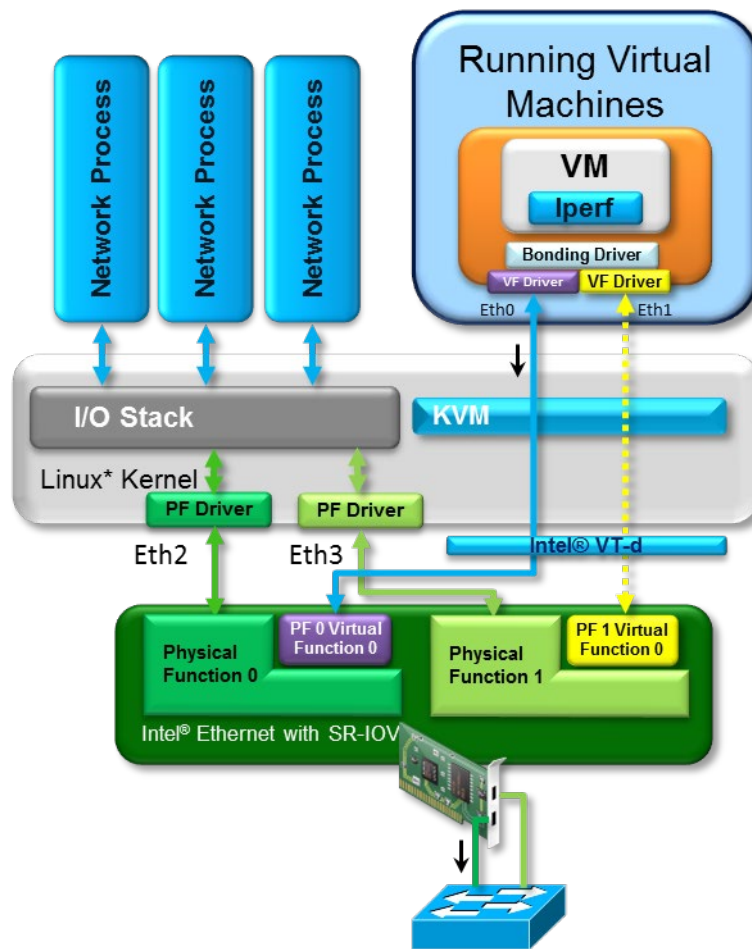 Network Process
Network Process
Network Process
Running Virtual
Machines
VM
Iperf
Bonding Driver
VF Driver
VF Driver
Eth0
Eth1
I/O Stack
KVM
Linux* Kernel
PF Driver
PF Driver
Eth2
Eth3
Intel® VT-d
Physical
Function 0
PF 0 Virtual
Function 0
Physical
Function 1
PF 1 Virtual
Function 0
Intel® Ethernet with SR-IOV